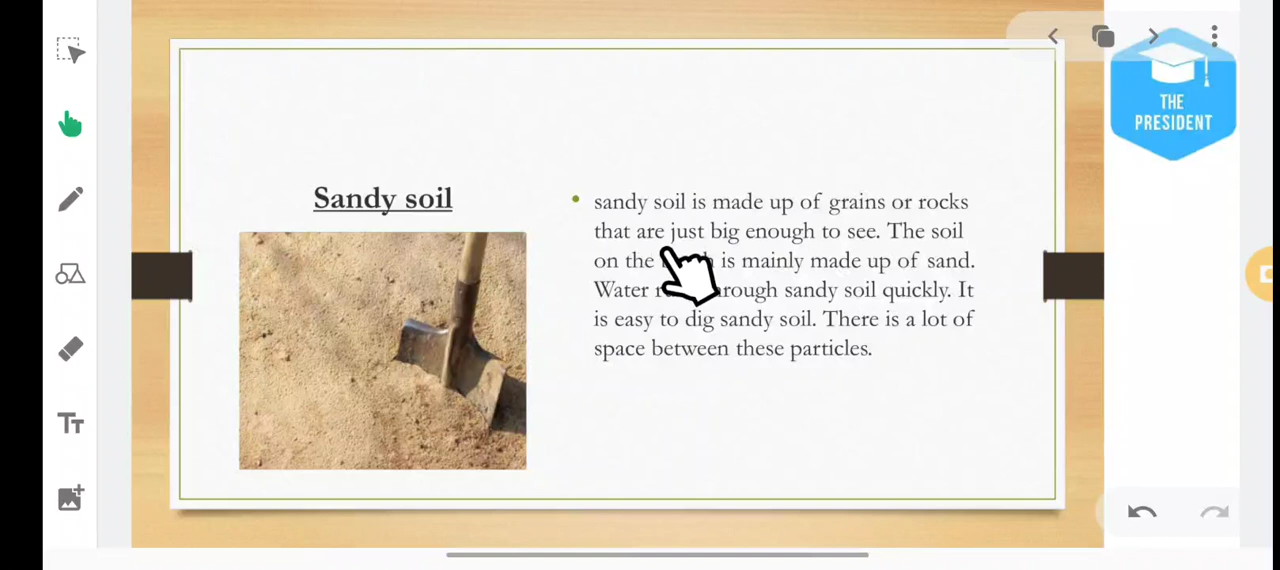 THE
PRESIDENT
Sandy soil
sandy soil is made up of grains or rocks
that are just big enough to see. The soil
on the is mainly made up of sand.
Water through sandy soil quickly. It
is easy to dig sandy soil. There is a lot of
space between these particles.
TT